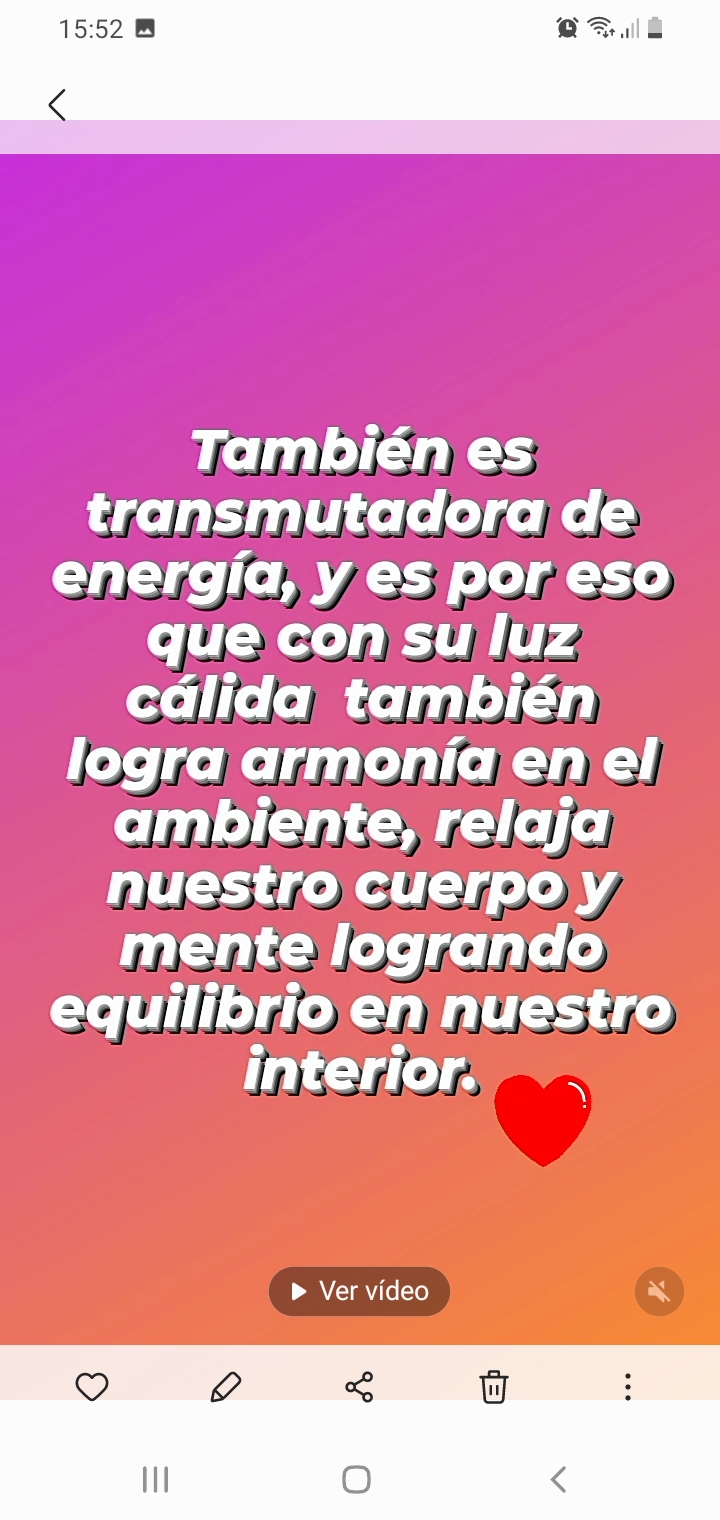 15:52
También es
transmutadora de
energía, y es por eso
que con su luz
cálida  también
logra armonía en el
ambiente, relaja
nuestro cuerpo y
mente logrando
equilibrio en nuestro
interior.
Ver vídeo